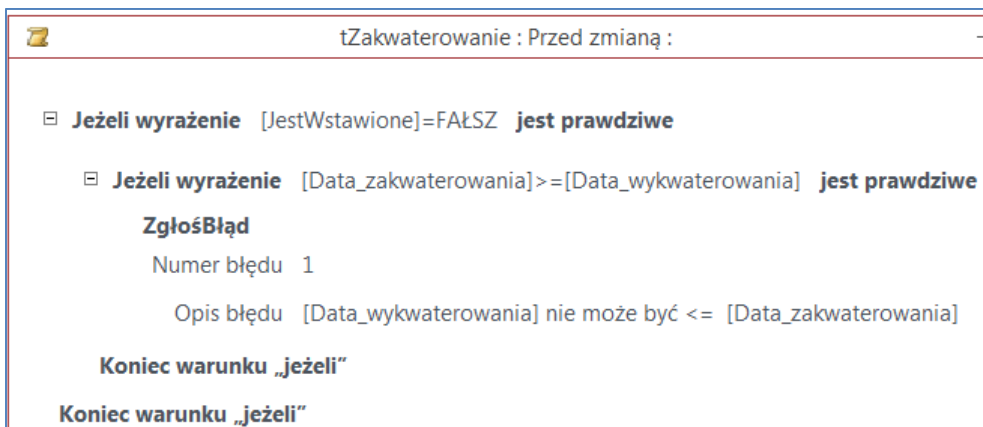 tZakwaterowanie : Przed zmianą :
Jeżeli wyrażenie [JestWstawione]=FAŁSZ jest prawdziwe
Jeżeli wyrażenie [Data_zakwaterowania]>=[Data_wykwaterowania] jest prawdziwe
ZgłośBłąd
Numer błędu 1
Opis błędu [Data_wykwaterowania] nie może być <= [Data_zakwaterowania]
Koniec warunku „jeżeli”
Koniec warunku „jeżeli”